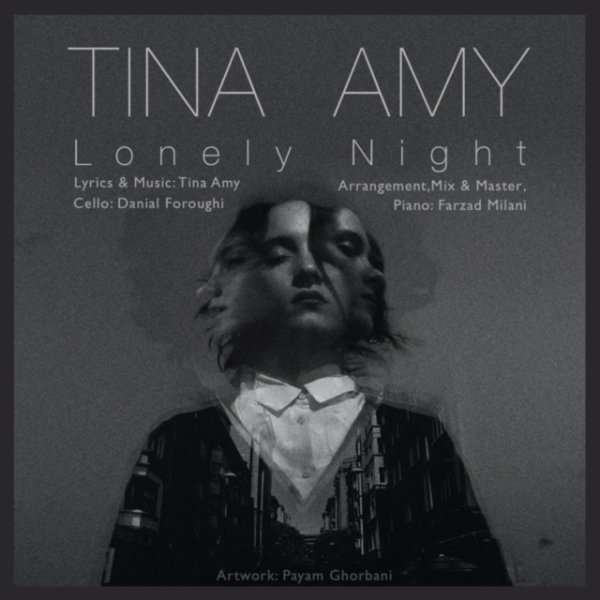 TINA AMY
Lonely Night
Lyrics & Music: Tina Amy
Cello: Danial Foroughi
Arrangement,Mix & Master,
Piano: Farzad Milani
Artwork: Payam Ghorbani